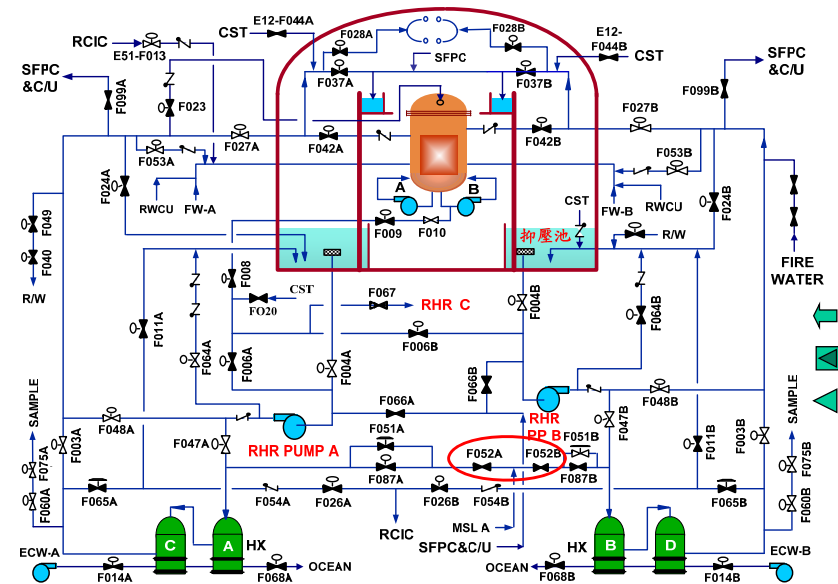 CST
E12-F044A
F028A
F028B
E12-
F044B
CST
RCIC
E51-F013
SFPC
SFPC
&C/U
F099A
F023
F037A
F037B
F099B
SFPC
&C/U
F027B
F053A
F027A
F042A
F042B
F053B
F024A
RWCU
FW-A
A
B
F009
F010
CST
FW-B
RWCU
F024B
F049
F040
R/W
抑壓池
R/W
FIRE
WATER
F008
CST
FO20
F067
RHR C
F004B
F064B
F011A
F064A
F006A
F004A
F006B
F066B
SAMPLE
F003A
F048A
F047A
F066A
F051A
RHR PUMP A
RHR
PP B
F048B
F047B
F051B
F011B
F003B
SAMPLE
F075A
F060A
F052A
F052B
F087A
F087B
F075B
F060B
F065A
F054A
F026A
F026B
F054B
F065B
RCIC
MSL A
SFPC&C/U
ECW-A
F014A
C
A
HX
F068A
OCEAN
OCEAN
F068B
HX
B
D
F014B
ECW-B